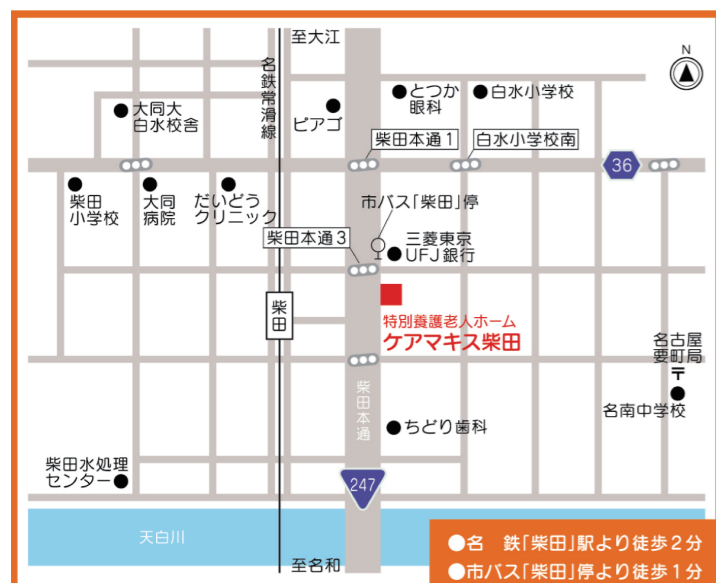 至大江
N
名鉄常滑線
とつか
眼科
白水小学校
大同大
白水校舎
ピアゴ
柴田本通1
白水小学校南
36
柴田
小学校
大同
病院
だいどう
クリニック
市バス「柴田」停
柴田本通3
三菱東京
UFJ銀行
柴田
特別養護老人ホーム
ケアマキス柴田
名古屋
要町局
〒
名南中学校
柴田本通
ちどり歯科
柴田水処理
センター
247
天白川
至名和
●名 鉄「柴田」駅より徒歩2分
●市バス「柴田」停より徒歩1分